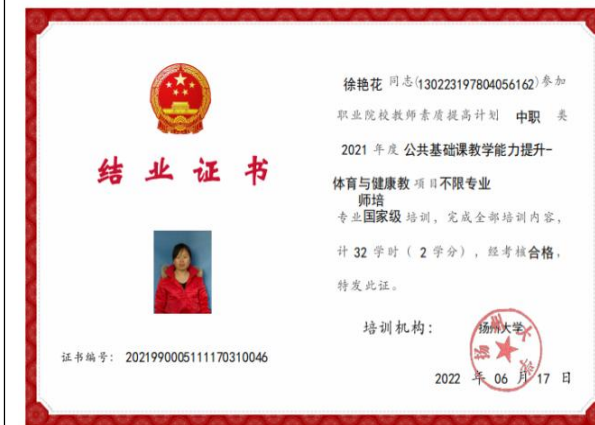 结业证书
证书编号: 2021990005111170310046
徐艳花 同志(130223197804056162)参加
职业院校教师素质提高计划 中职 类
2021 年度 公共基础课教学能力提升-
体育与健康教 项目不限专业
师培
专业国家级 培训,完成全部培训内容,
计 32 学时( 2 学分),经考核合格,
特发此证。
培训机构: 扬州大学
扬州大学
2022 年 06 月 17 日